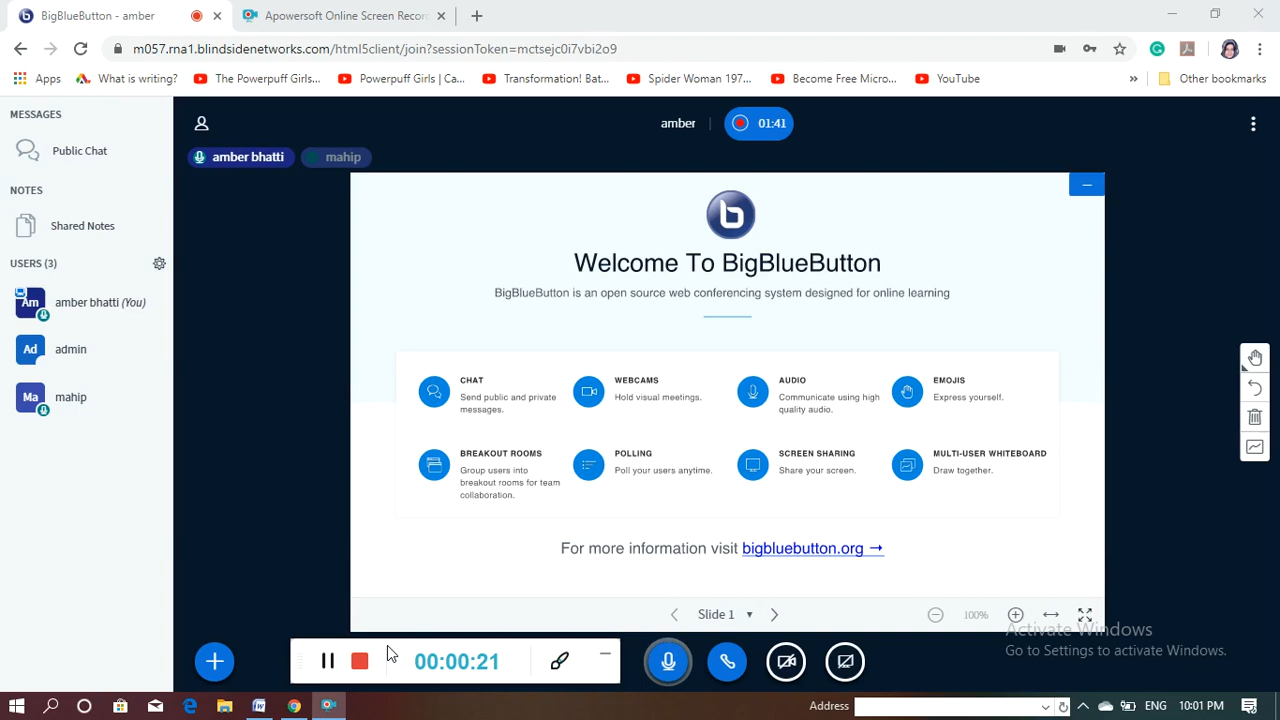 BigBlueButton - amber
Apowersoft Online Screen Recor
m057.rna1.blindsidenetworks.com/html5client/join?sessionToken=mctsejc0i7vbi2o9
Apps
What is writing?
The Powerpuff Girls...
Powerpuff Girls | Ca...
Transformation! Bat...
Spider Woman 197...
Become Free Micro...
YouTube
»
Other bookmarks
MESSAGES
Public Chat
NOTES
Shared Notes
USERS (3)
Am amber bhatti (You)
Ad admin
Ma mahip
amber | 01:41
amber bhatti
mahip
b
Welcome To BigBlueButton
BigBlueButton is an open source web conferencing system designed for online learning
CHAT
Send public and private
messages.
WEBCAMS
Hold visual meetings.
AUDIO
Communicate using high
quality audio.
EMOJIS
Express yourself.
BREAKOUT ROOMS
Group users into
breakout rooms for team
collaboration.
POLLING
Poll your users anytime.
SCREEN SHARING
Share your screen.
MULTI-USER WHITEBOARD
Draw together.
For more information visit bigbluebutton.org →
Slide 1
100%
Activate Windows
Go to Settings to activate Windows.
00:00:21
Address
ENG
10:01 PM